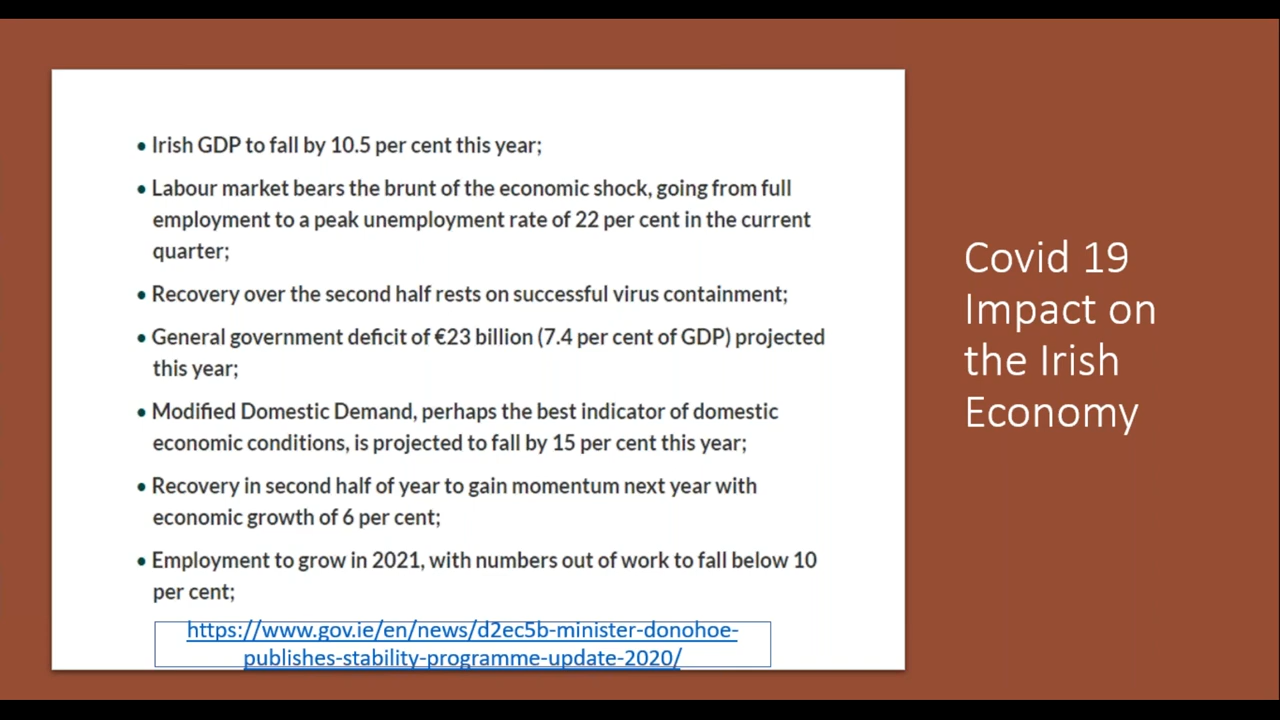 • Irish GDP to fall by 10.5 per cent this year;
• Labour market bears the brunt of the economic shock, going from full
employment to a peak unemployment rate of 22 per cent in the current
quarter;
• Recovery over the second half rests on successful virus containment;
• General government deficit of €23 billion (7.4 per cent of GDP) projected
this year;
• Modified Domestic Demand, perhaps the best indicator of domestic
economic conditions, is projected to fall by 15 per cent this year;
• Recovery in second half of year to gain momentum next year with
economic growth of 6 per cent;
• Employment to grow in 2021, with numbers out of work to fall below 10
per cent;
https://www.gov.ie/en/news/d2ec5b-minister-donohoe-
publishes-stability-programme-update-2020/
Covid 19
Impact on
the Irish
Economy